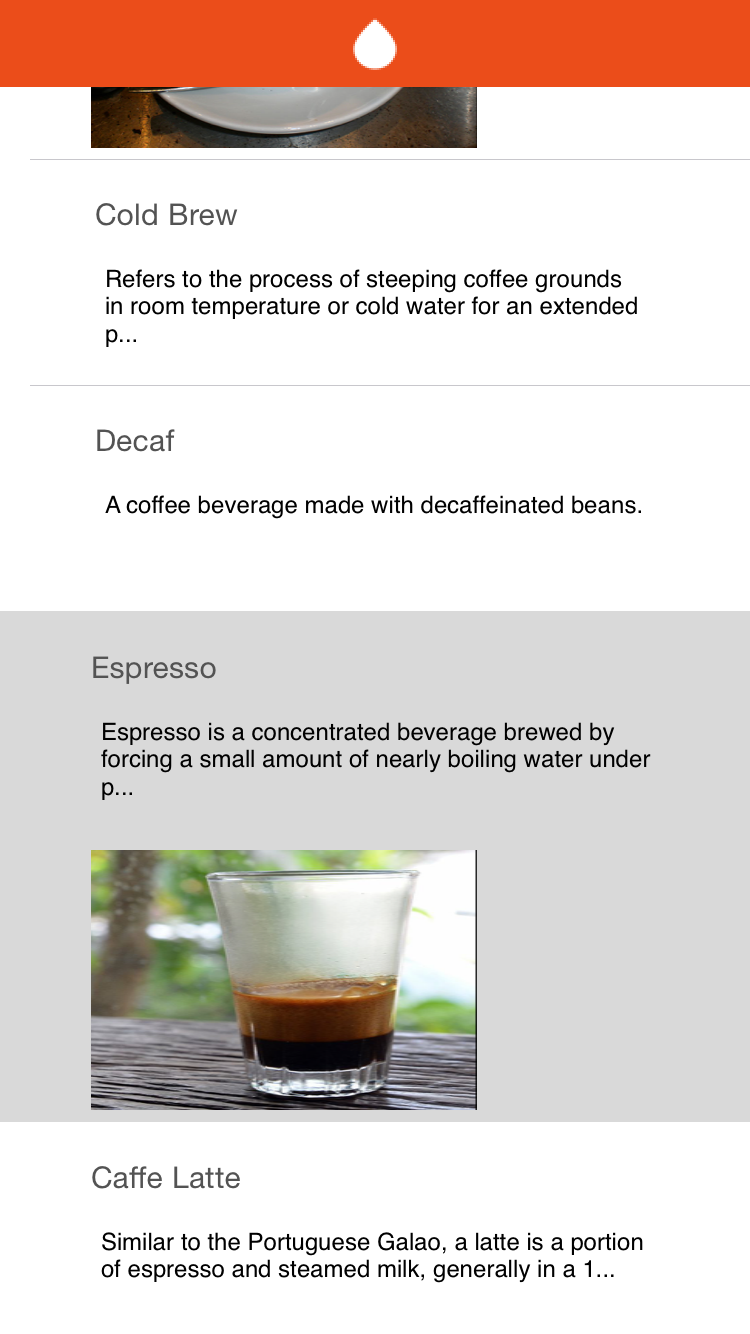 Cold Brew
Refers to the process of steeping coffee grounds
in room temperature or cold water for an extended
p...
Decaf
A coffee beverage made with decaffeinated beans.
Espresso
Espresso is a concentrated beverage brewed by
forcing a small amount of nearly boiling water under
p...
Caffe Latte
Similar to the Portuguese Galao, a latte is a portion
of espresso and steamed milk, generally in a 1...